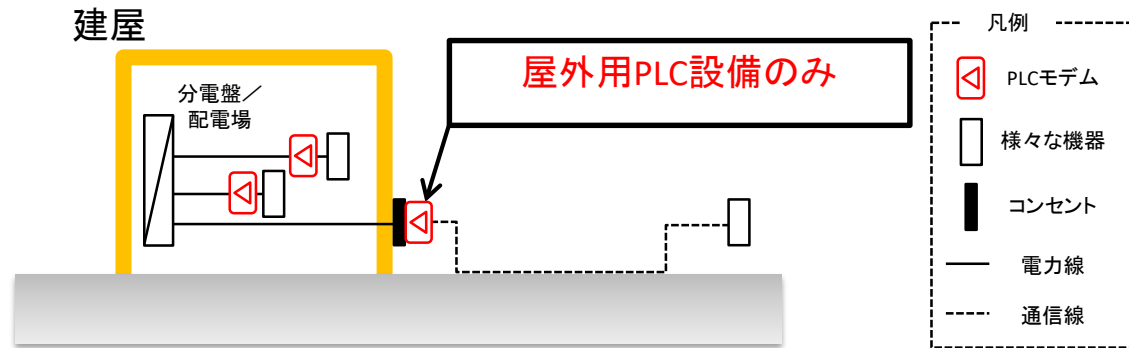 建屋
分電盤／
配電場
屋外用PLC設備のみ
凡例
PLCモデム
様々な機器
コンセント
電力線
通信線